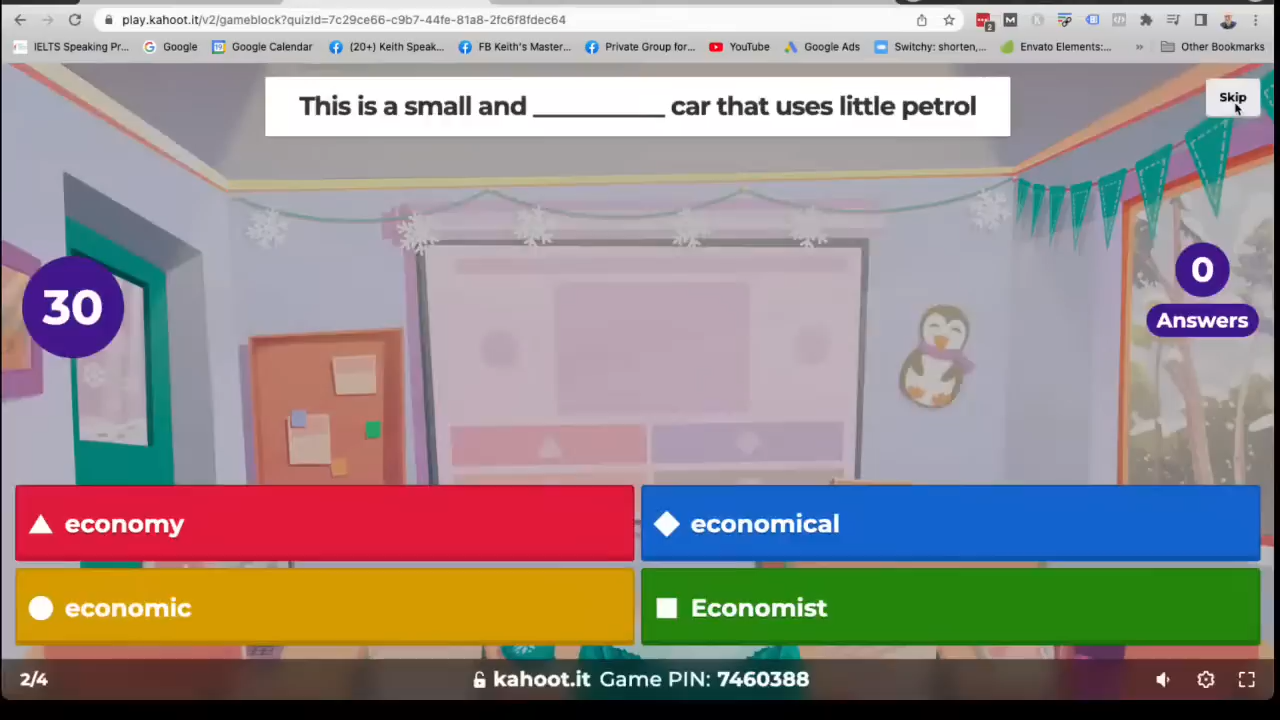 play.kahoot.it/v2/gameblock?quizId=7c29ce66-c9b7-44fe-81a8-2fc6f8fdec64
2
IELTS Speaking Pr...
Google
Google Calendar
(20+) Keith Speak...
FB Keith's Master...
Private Group for...
YouTube
Google Ads
Switchy: shorten,...
Envato Elements:...
»
Other Bookmarks
This is a small and __________ car that uses little petrol
Skip
30
0
Answers
economy
economical
economic
Economist
2/4
kahoot.it Game PIN: 7460388